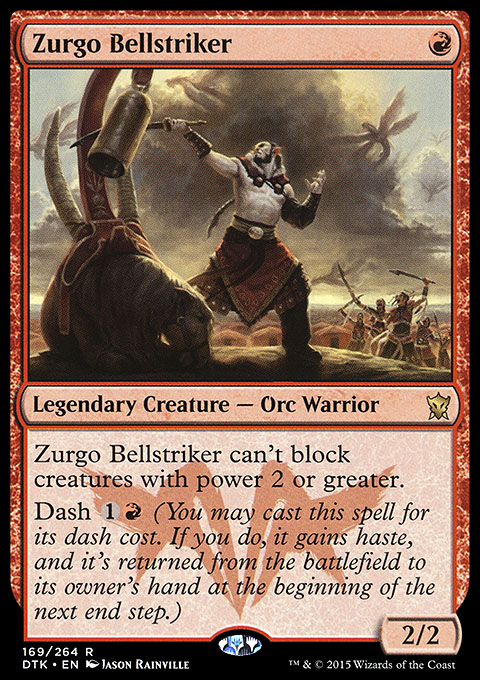 Zurgo Bellstriker
Legendary Creature — Orc Warrior
Zurgo Bellstriker can't block
creatures with power 2 or greater.
Dash 1 (You may cast this spell for
its dash cost. If you do, it gains haste,
and it's returned from the battlefield to
its owner's hand at the beginning of the
next end step.)
2/2
169/264 R
DTK • EN Jason Rainville
™ & © 2015 Wizards of the Coast